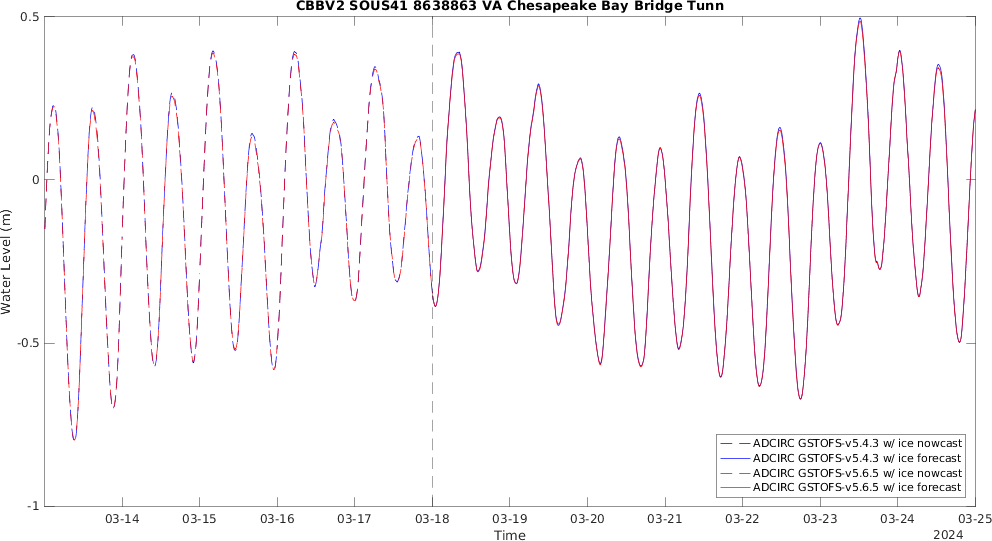 CBBV2 SOUS41 8638863 VA Chesapeake Bay Bridge Tunn
0.5
0
-0.5
-1
Water Level (m)
03-14 03-15 03-16 03-17 03-18 03-19 03-20 03-21 03-22 03-23 03-24 03-25
Time
2024
ADCIRC GSTOFS-v5.4.3 w/ ice nowcast
ADCIRC GSTOFS-v5.4.3 w/ ice forecast
ADCIRC GSTOFS-v5.6.5 w/ ice nowcast
ADCIRC GSTOFS-v5.6.5 w/ ice forecast